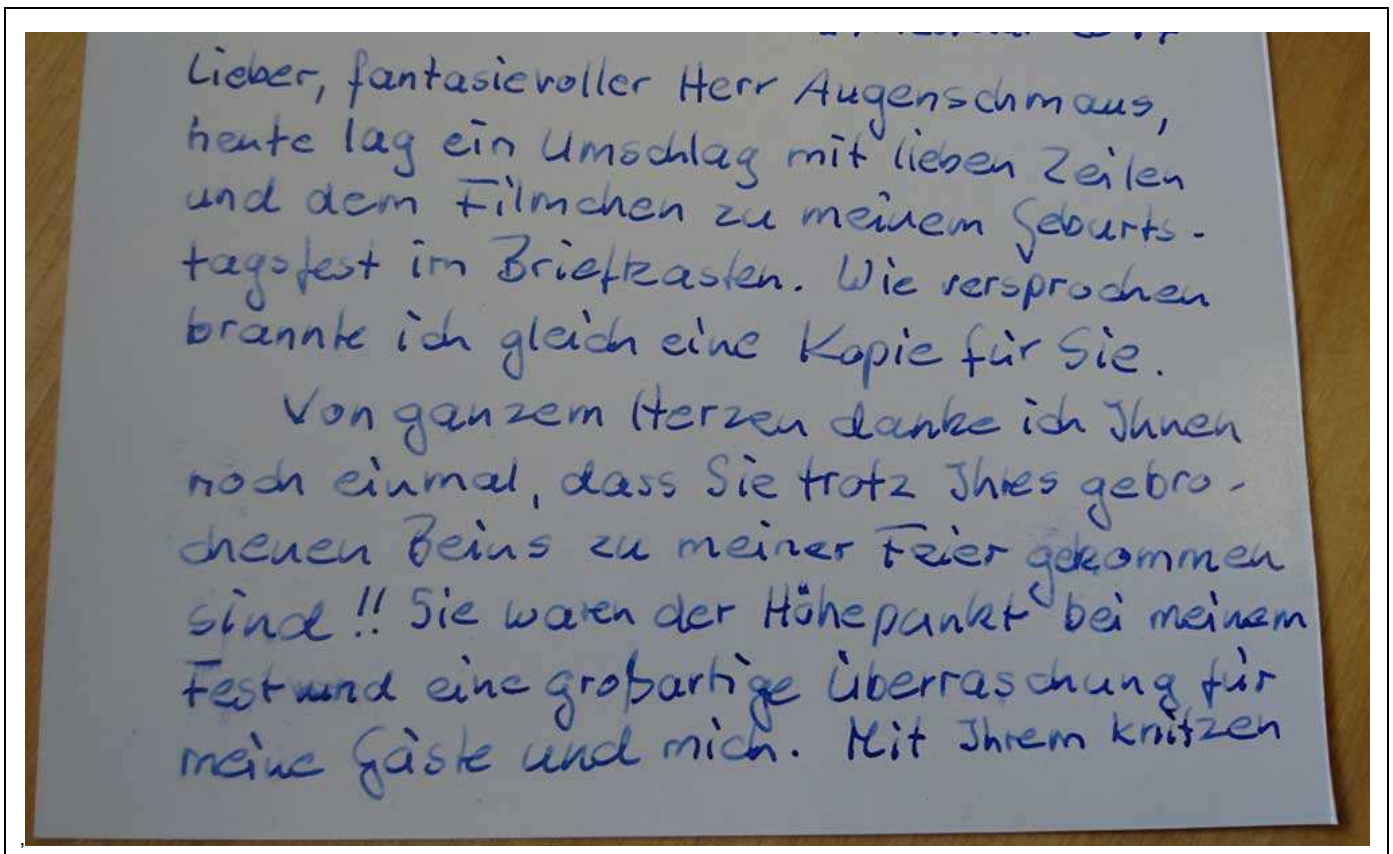 Lieber, fantasievoller Herr Augenschmaus,
heute lag ein Umschlag mit lieben Zeilen
und dem Filmchen zu meinem Geburts-
tagsfest im Briefkasten. Wie versprochen
brannte ich gleich eine Kopie für Sie.
Von ganzem Herzen danke ich Ihnen
noch einmal, dass Sie trotz Ihres gebro-
chenen Beins zu meiner Feier gekommen
sind!! Sie waren der Höhepunkt bei meinem
Fest und eine großartige Überraschung für
meine Gäste und mich. Mit Ihrem knitzen